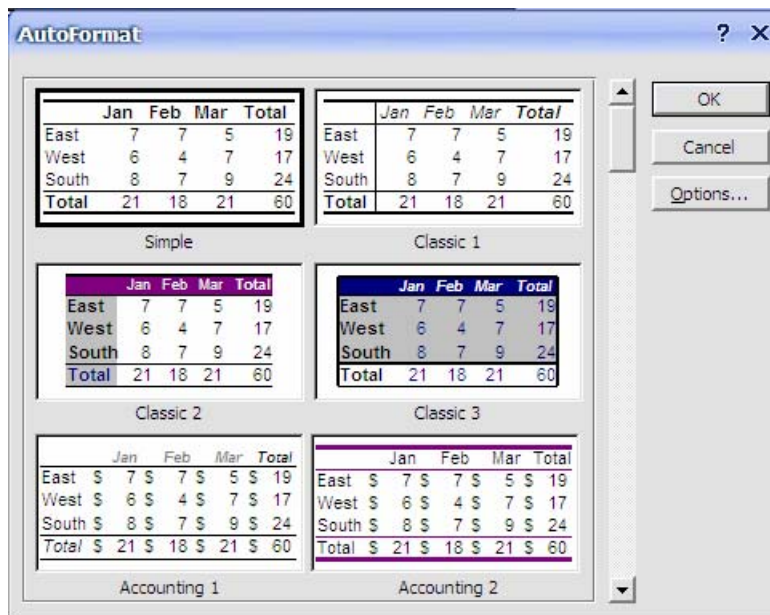 AutoFormat
Jan Feb Mar Total
East 7 7 5 19
West 6 4 7 17
South 8 7 9 24
Total 21 18 21 60
Simple
Jan Feb Mar Total
East 7 7 5 19
West 6 4 7 17
South 8 7 9 24
Total 21 18 21 60
Classic 1
Jan Feb Mar Total
East 7 7 5 19
West 6 4 7 17
South 8 7 9 24
Total 21 18 21 60
Classic 2
Jan Feb Mar Total
East 7 7 5 19
West 6 4 7 17
South 8 7 9 24
Total 21 18 21 60
Classic 3
Jan Feb Mar Total
East $ 7 $ 7 $ 5 $ 19
West $ 6 $ 4 $ 7 $ 17
South $ 8 $ 7 $ 9 $ 24
Total $ 21 $ 18 $ 21 $ 60
Accounting 1
Jan Feb Mar Total
East $ 7 $ 7 $ 5 $ 19
West $ 6 $ 4 $ 7 $ 17
South $ 8 $ 7 $ 9 $ 24
Total $ 21 $ 18 $ 21 $ 60
Accounting 2
OK
Cancel
Options...